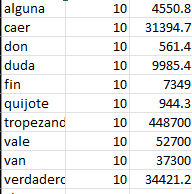 alguna 10 4550.8
caer 10 31394.7
don 10 561.4
duda 10 9985.4
fin 10 7349
quijote 10 944.3
tropezand 10 448700
vale 10 52700
van 10 37300
verdadero 10 34421.2